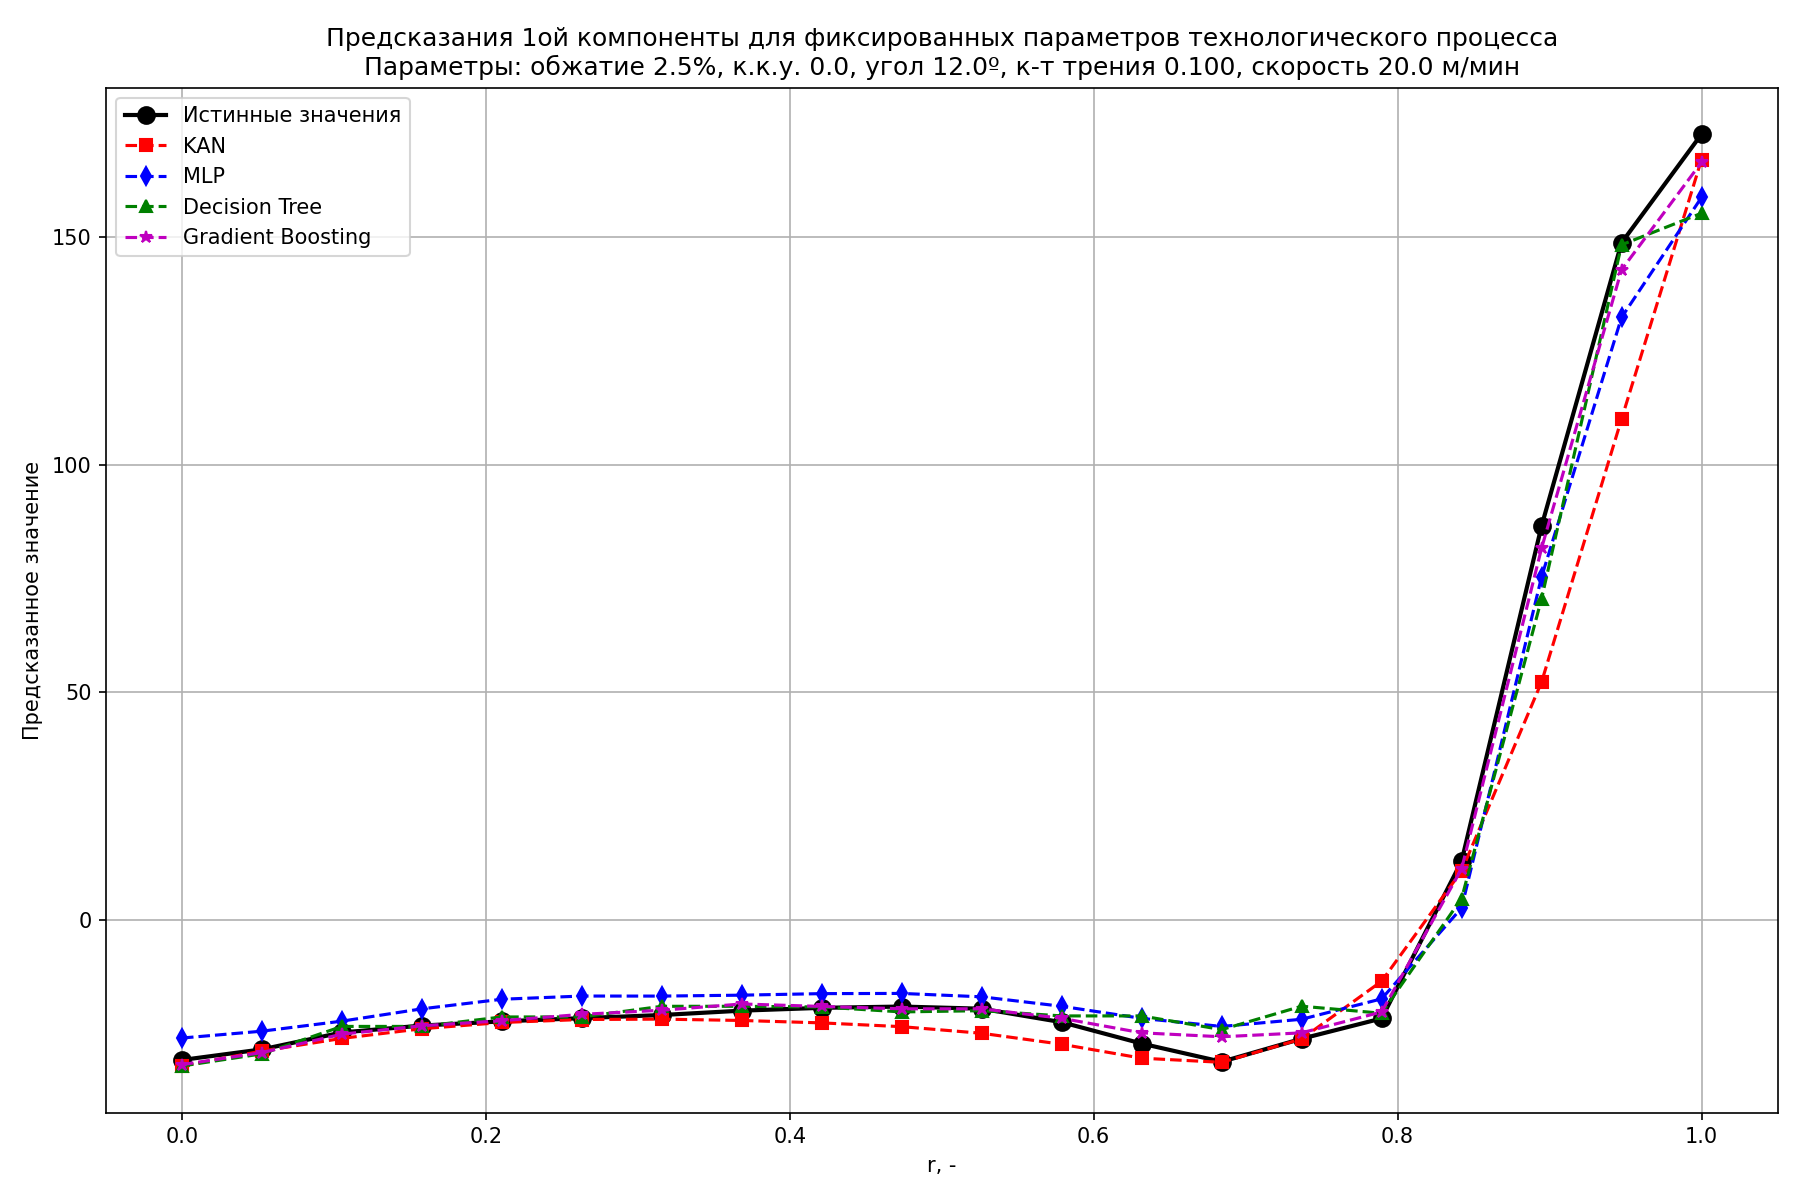 Предсказания 1ой компоненты для фиксированных параметров технологического процесса
Параметры: обжатие 2.5%, к.к.у. 0.0, угол 12.0º, к-т трения 0.100, скорость 20.0 м/мин
Истинные значения
KAN
MLP
Decision Tree
Gradient Boosting
Предсказанное значение
150
100
50
0
0.0 0.2 0.4 0.6 0.8 1.0
r, -